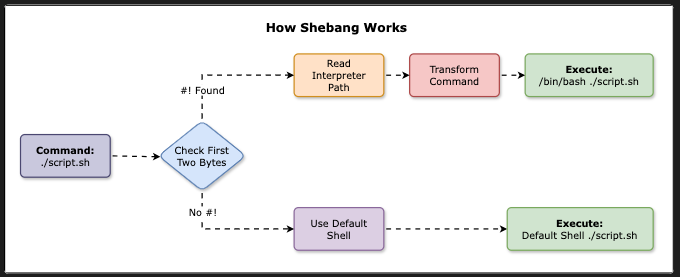 How Shebang Works
Read
Interpreter
Path
Transform
Command
Execute:
/bin/bash ./script.sh
#! Found
Command:
./script.sh
Check First
Two Bytes
No #!
Use Default
Shell
Execute:
Default Shell ./script.sh